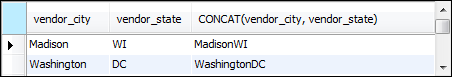 vendor_city vendor_state CONCAT(vendor_city, vendor_state)
Madison WI MadisonWI
Washington DC WashingtonDC